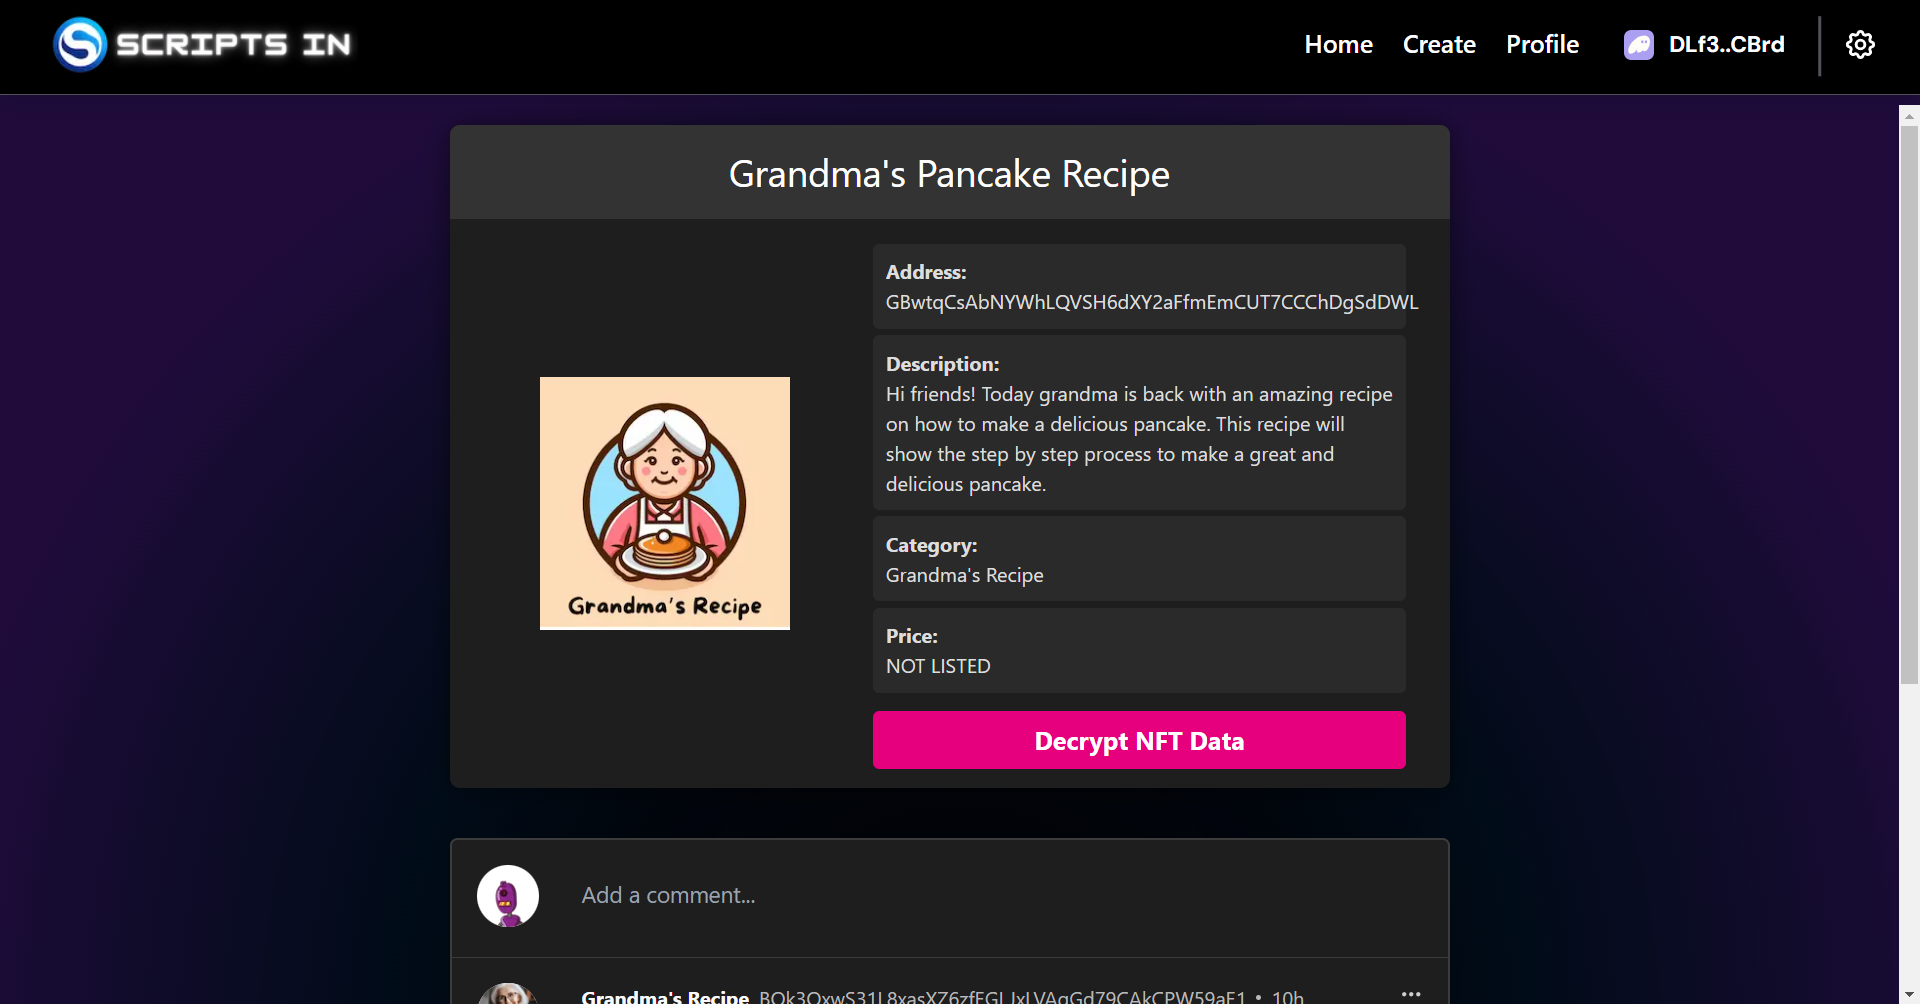 SCRIPTS IN
Home Create Profile DLf3..CBrd
Grandma's Pancake Recipe
Address:
GBwtqCsAbNYWhLQVSH6dXY2aFfmEmCUT7CCChDgSdDWL
Description:
Hi friends! Today grandma is back with an amazing recipe
on how to make a delicious pancake. This recipe will
show the step by step process to make a great and
delicious pancake.
Category:
Grandma's Recipe
Price:
NOT LISTED
Decrypt NFT Data
Grandma's Recipe
Add a comment...
Grandma's Recipe • 10h